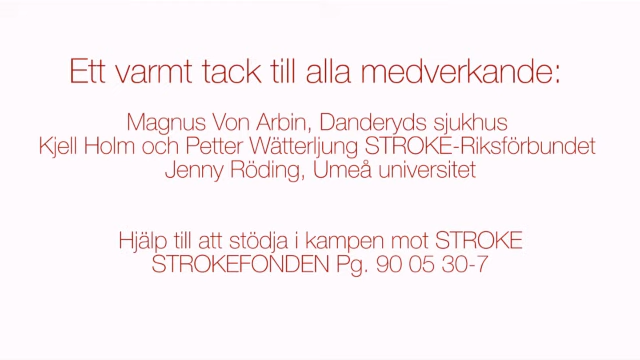 Ett varmt tack till alla medverkande:
Magnus Von Arbin, Danderyds sjukhus
Kjell Holm och Petter Wätterljung STROKE-Riksförbundet
Jenny Röding, Umeå universitet
Hjälp till att stödja i kampen mot STROKE
STROKEFONDEN Pg. 90 05 30-7